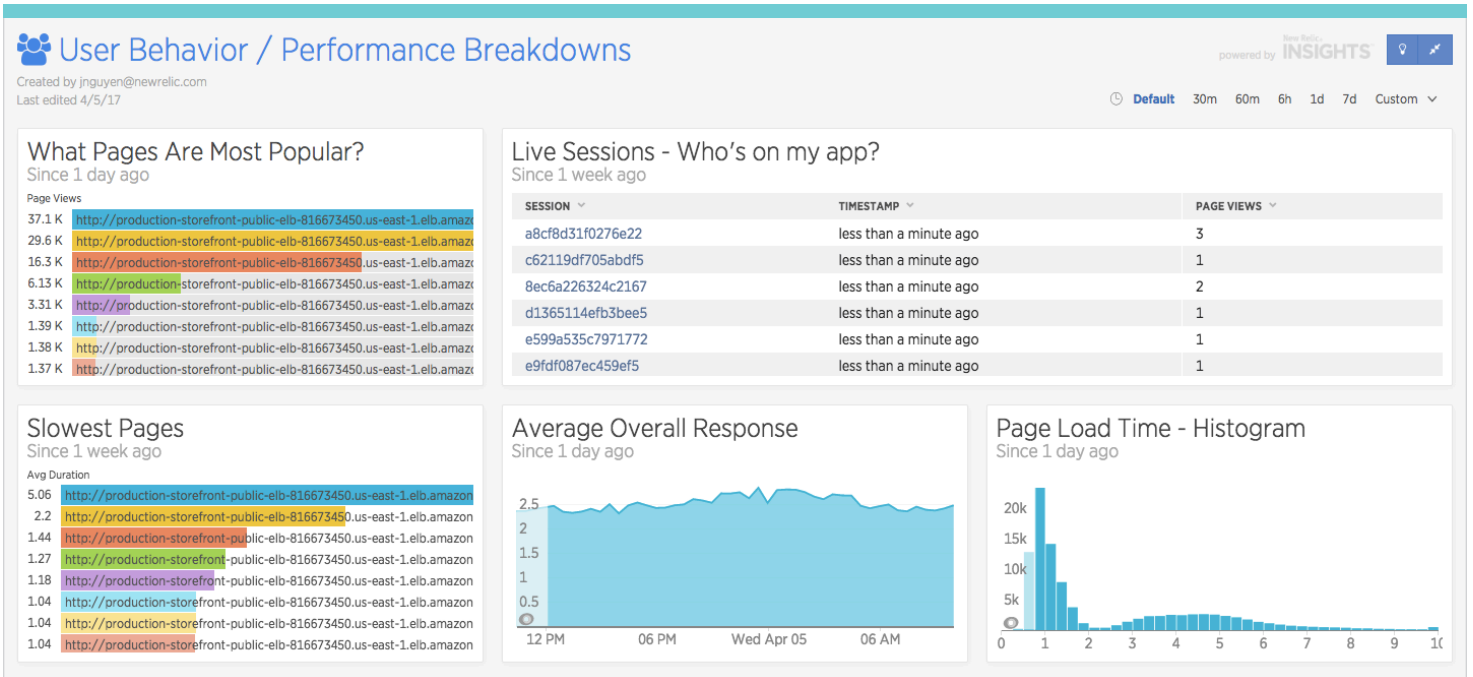 User Behavior / Performance Breakdowns
powered by New Relic. INSIGHTS
Created by jnguyen@newrelic.com
Last edited 4/5/17
Default 30m 60m 6h 1d 7d Custom
What Pages Are Most Popular?
Since 1 day ago
Page Views
37.1 K http://production-storefront-public-elb-816673450.us-east-1.elb.amaz
29.6 K http://production-storefront-public-elb-816673450.us-east-1.elb.amaz
16.3 K http://production-storefront-public-elb-816673450.us-east-1.elb.amaz
6.13 K http://production-storefront-public-elb-816673450.us-east-1.elb.amaz
3.31 K http://production-storefront-public-elb-816673450.us-east-1.elb.amaz
1.39 K http://production-storefront-public-elb-816673450.us-east-1.elb.amaz
1.38 K http://production-storefront-public-elb-816673450.us-east-1.elb.amaz
1.37 K http://production-storefront-public-elb-816673450.us-east-1.elb.amaz
Live Sessions - Who's on my app?
Since 1 week ago
SESSION TIMESTAMP PAGE VIEWS
a8cf8d31f0276e22 less than a minute ago 3
c62119df705abdf5 less than a minute ago 1
8ec6a226324c2167 less than a minute ago 2
d1365114efb3bee5 less than a minute ago 1
e599a535c7971772 less than a minute ago 1
e9fdf087ec459ef5 less than a minute ago 1
Slowest Pages
Since 1 week ago
Avg Duration
5.06 http://production-storefront-public-elb-816673450.us-east-1.elb.amazon
2.2 http://production-storefront-public-elb-816673450.us-east-1.elb.amazon
1.44 http://production-storefront-public-elb-816673450.us-east-1.elb.amazon
1.27 http://production-storefront-public-elb-816673450.us-east-1.elb.amazon
1.18 http://production-storefront-public-elb-816673450.us-east-1.elb.amazon
1.04 http://production-storefront-public-elb-816673450.us-east-1.elb.amazon
1.04 http://production-storefront-public-elb-816673450.us-east-1.elb.amazon
1.04 http://production-storefront-public-elb-816673450.us-east-1.elb.amazon
Average Overall Response
Since 1 day ago
2.5
2
1.5
1
0.5
12 PM 06 PM Wed Apr 05 06 AM
Page Load Time - Histogram
Since 1 day ago
20k
15k
10k
5k
0 1 2 3 4 5 6 7 8 9 10